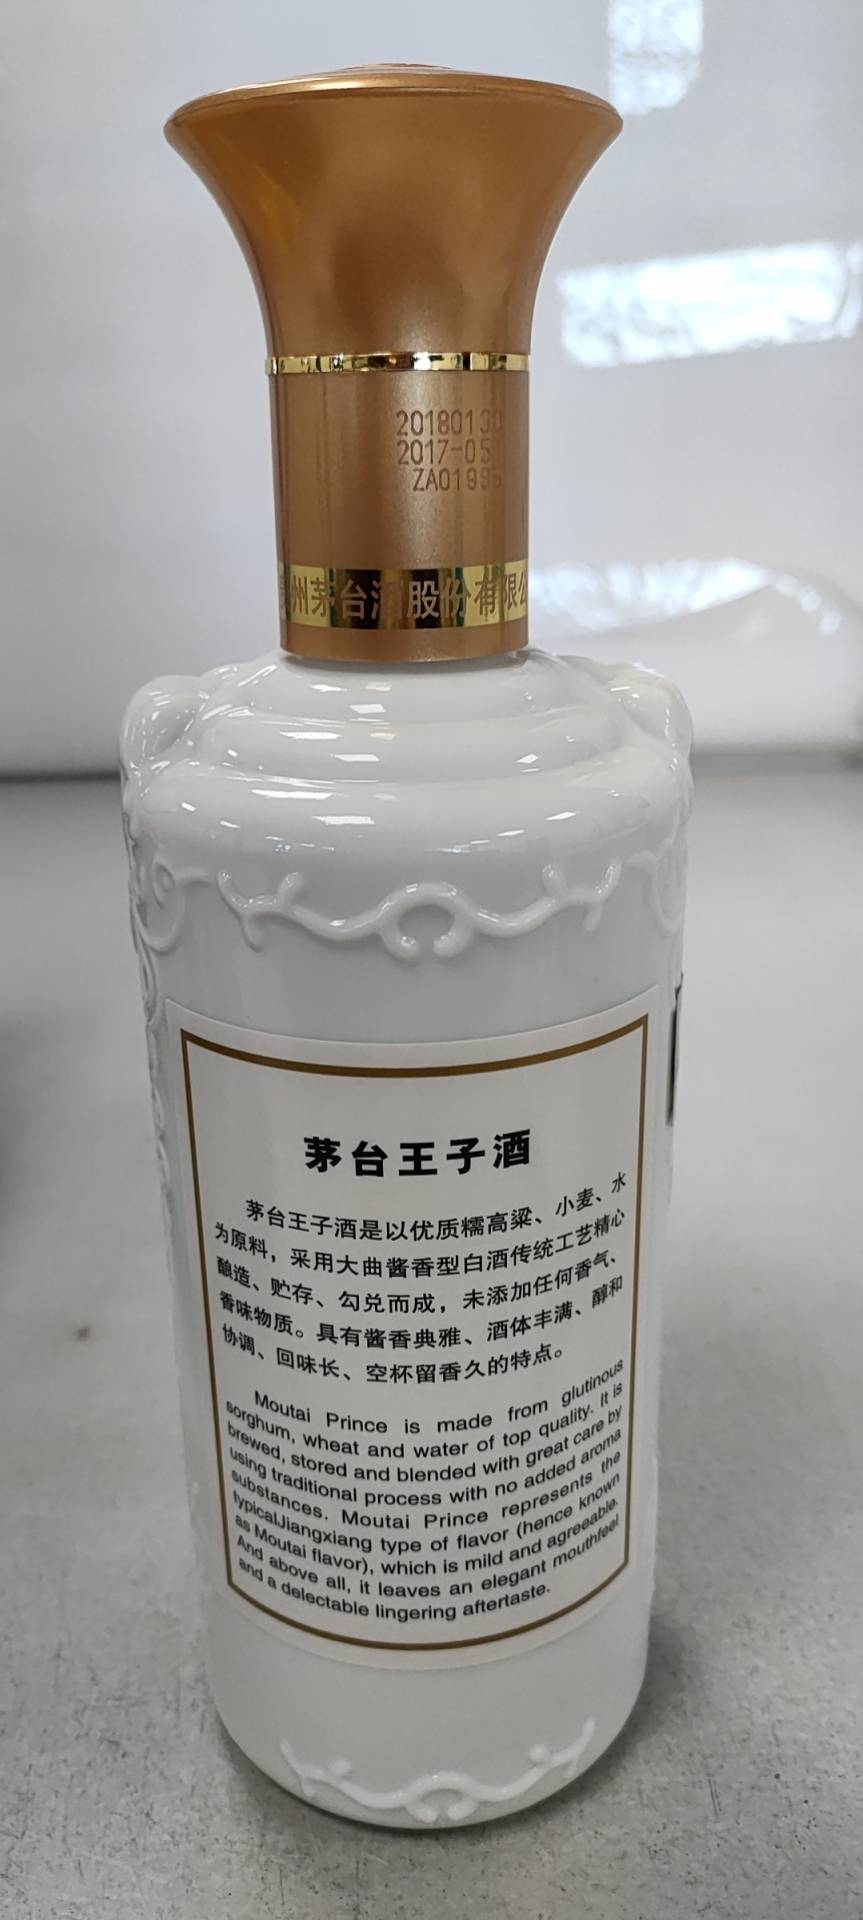 20180130
2017-05
ZA01995
州茅台酒股份有限公
茅台王子酒
茅台王子酒是以优质糯高粱、小麦、水
为原料，采用大曲酱香型白酒传统工艺精心
酿造、贮存、勾兑而成，未添加任何香气、
香味物质。具有酱香典雅、酒体丰满、醇和
协调、回味长、空杯留香久的特点。
Moutai Prince is made from glutinous
sorghum, wheat and water of top quality. It is
brewed, stored and blended with great care by
using traditional process with no added aroma
substances. Moutai Prince represents the
typicalJiangxiang type of flavor (hence known
as Moutai flavor), which is mild and agreeable.
And above all, it leaves an elegant mouthfeel
and a delectable lingering aftertaste.